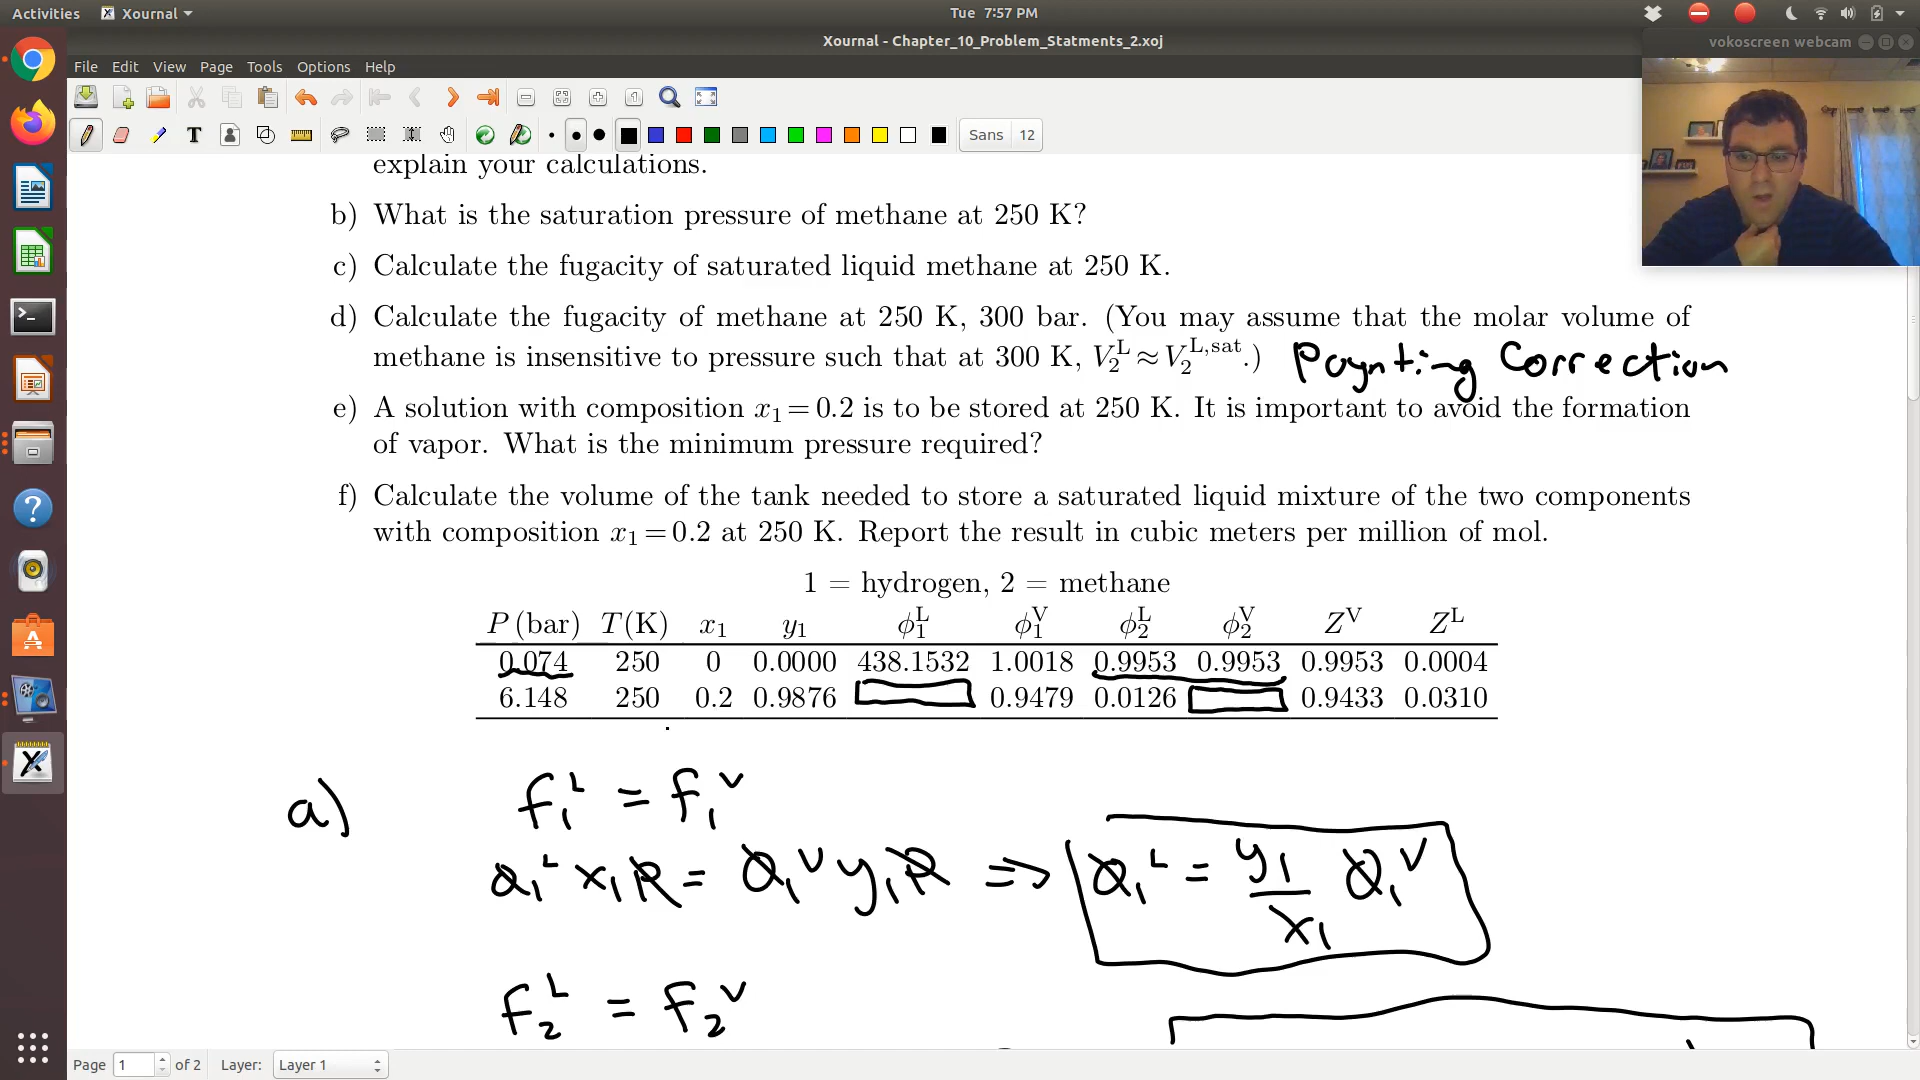 Activities Xournal Tue 7:57 PM
Xournal - Chapter_10_Problem_Statments_2.xoj
vokoscreen webcam
File Edit View Page Tools Options Help
Sans 12
explain your calculations.
b) What is the saturation pressure of methane at 250 K?
c) Calculate the fugacity of saturated liquid methane at 250 K.
d) Calculate the fugacity of methane at 250 K, 300 bar. (You may assume that the molar volume of
methane is insensitive to pressure such that at 300 K, V₂ᴸ ≈ V₂ᴸ,ˢᵃᵗ.) Poynting Correction
e) A solution with composition x₁ = 0.2 is to be stored at 250 K. It is important to avoid the formation
of vapor. What is the minimum pressure required?
f) Calculate the volume of the tank needed to store a saturated liquid mixture of the two components
with composition x₁ = 0.2 at 250 K. Report the result in cubic meters per million of mol.
1 = hydrogen, 2 = methane
P (bar) T(K) x₁ y₁ ϕ₁ᴸ ϕ₁ⱽ ϕ₂ᴸ ϕ₂ⱽ Zⱽ Zᴸ
0.074 250 0 0.0000 438.1532 1.0018 0.9953 0.9953 0.9953 0.0004
6.148 250 0.2 0.9876 0.9479 0.0126 0.9433 0.0310
a) f₁ᴸ = f₁ⱽ
ϕ₁ᴸ x₁ P = ϕ₁ⱽ y₁ P ⇒ ϕ₁ᴸ = y₁/x₁ ϕ₁ⱽ
f₂ᴸ = f₂ⱽ
Page 1 of 2 Layer: Layer 1